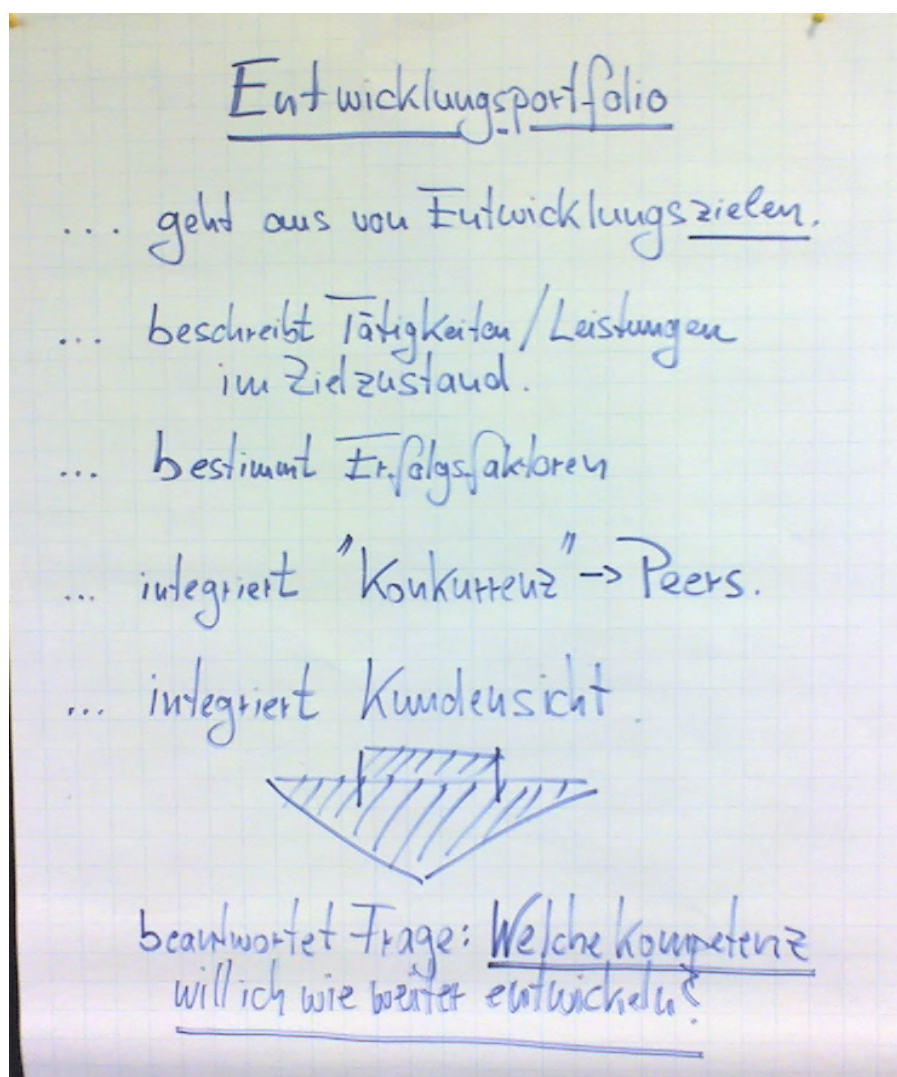 Entwicklungsportfolio
... geht aus von Entwicklungszielen.
... beschreibt Tätigkeiten/Leistungen
im Zielzustand.
... bestimmt Erfolgsfaktoren
... integriert "Konkurrenz" -> Peers.
... integriert Kundensicht.
beantwortet Frage: Welche Kompetenz
will ich wie weiter entwickeln?